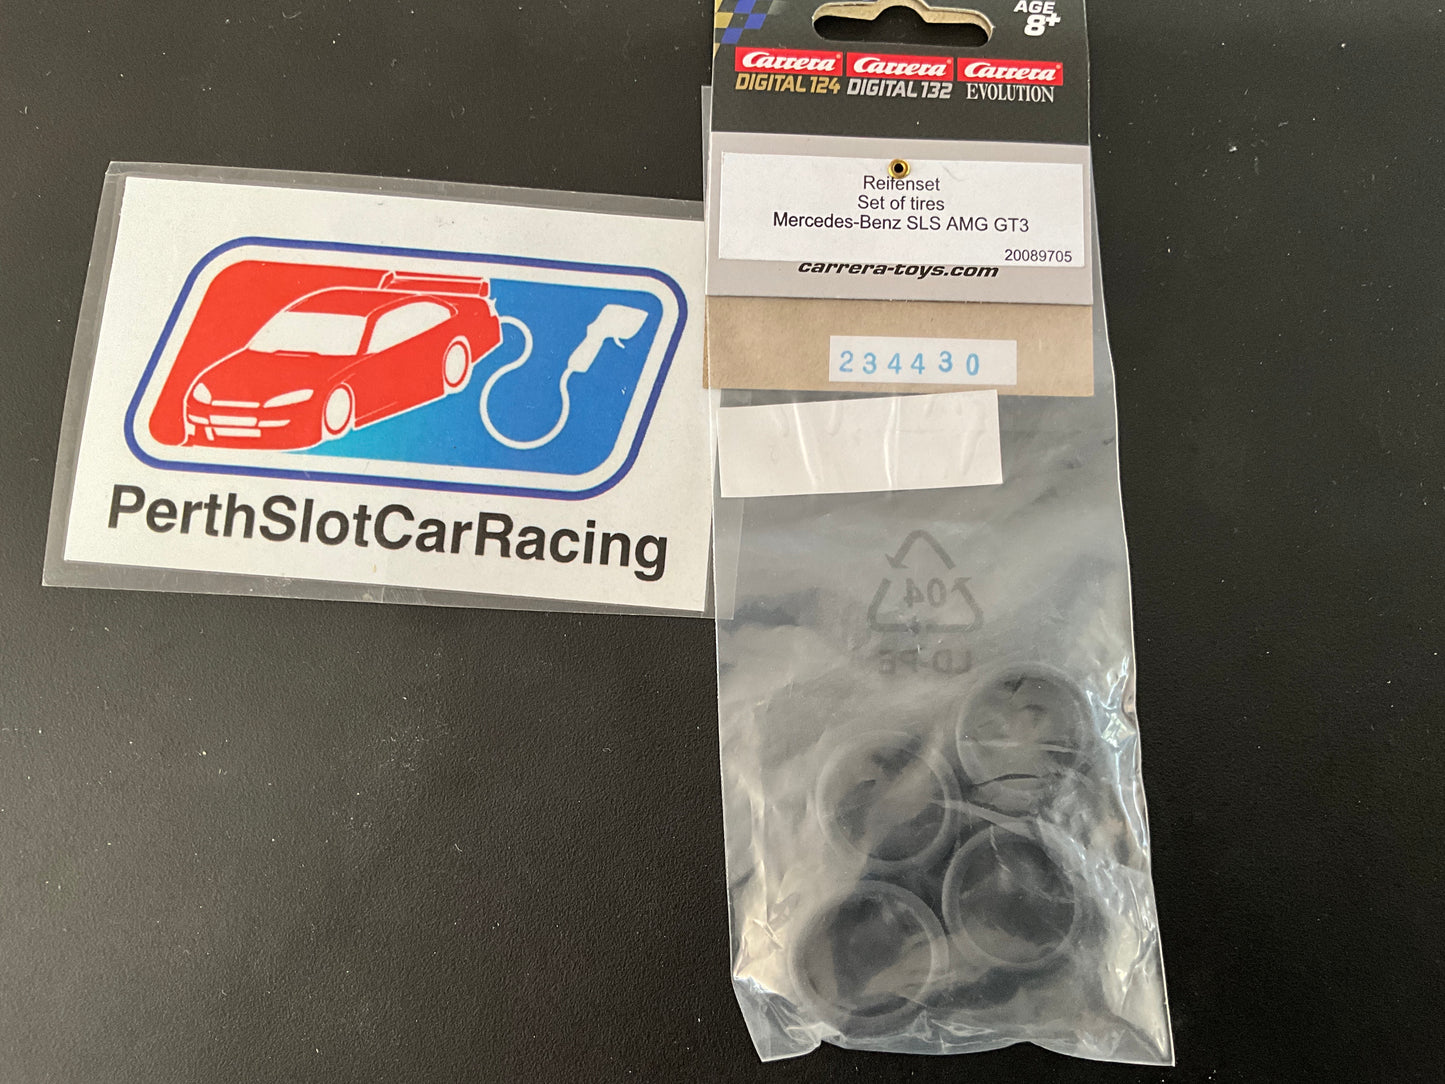 AGE
8+
Carrera Carrera Carrera
DIGITAL 124 DIGITAL 132 EVOLUTION
Reifenset
Set of tires
Mercedes-Benz SLS AMG GT3
20089705
carrera-toys.com
234430
PerthSlotCarRacing
04
LD-PE